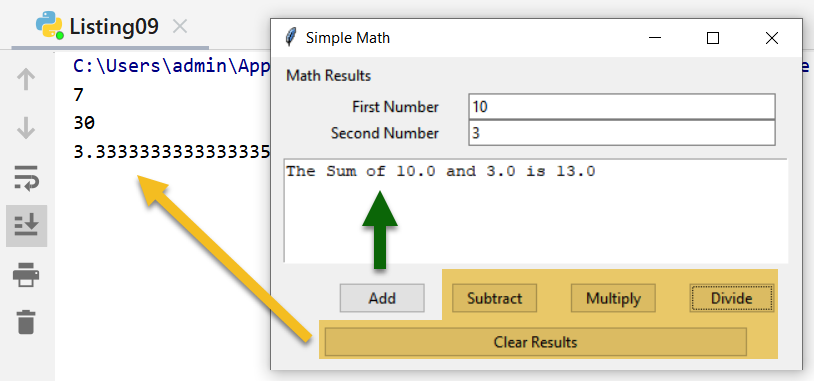 Listing09
C:\Users\admin\App
7
30
3.3333333333333335
Simple Math
Math Results
First Number 10
Second Number 3
The Sum of 10.0 and 3.0 is 13.0
Add Subtract Multiply Divide
Clear Results